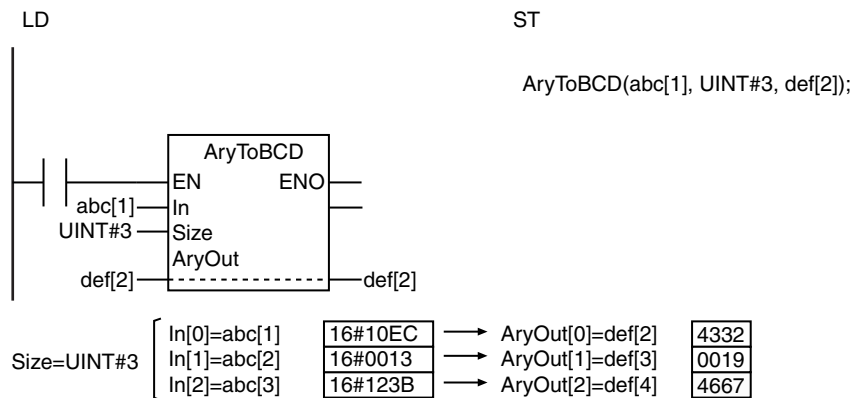 LD
ST
AryToBCD(abc[1], UINT#3, def[2]);
AryToBCD
EN ENO
abc[1] In
UINT#3 Size
AryOut
def[2] def[2]
In[0]=abc[1] 16#10EC AryOut[0]=def[2] 4332
Size=UINT#3 In[1]=abc[2] 16#0013 AryOut[1]=def[3] 0019
In[2]=abc[3] 16#123B AryOut[2]=def[4] 4667